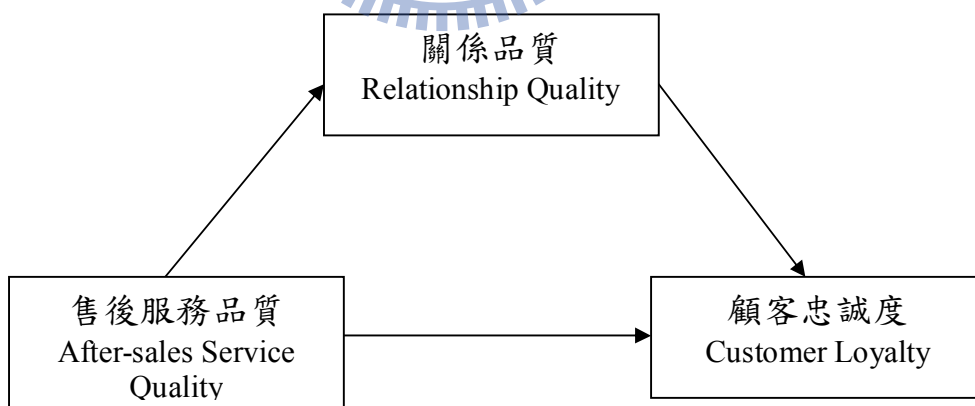 關係品質
Relationship Quality
售後服務品質
After-sales Service
Quality
顧客忠誠度
Customer Loyalty